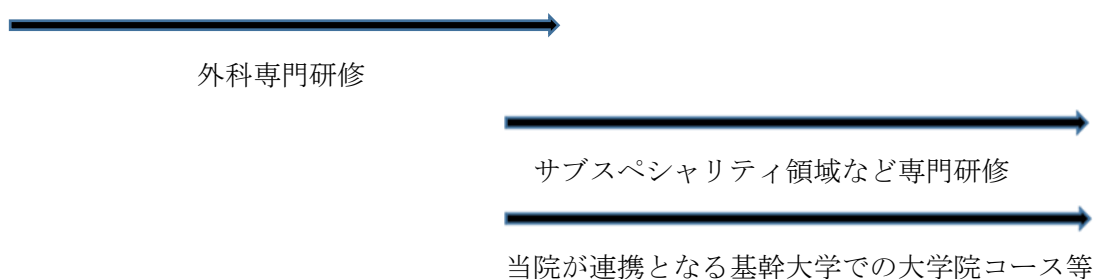 外科専門研修
サブスペシャリティ領域など専門研修
当院が連携となる基幹大学での大学院コース等